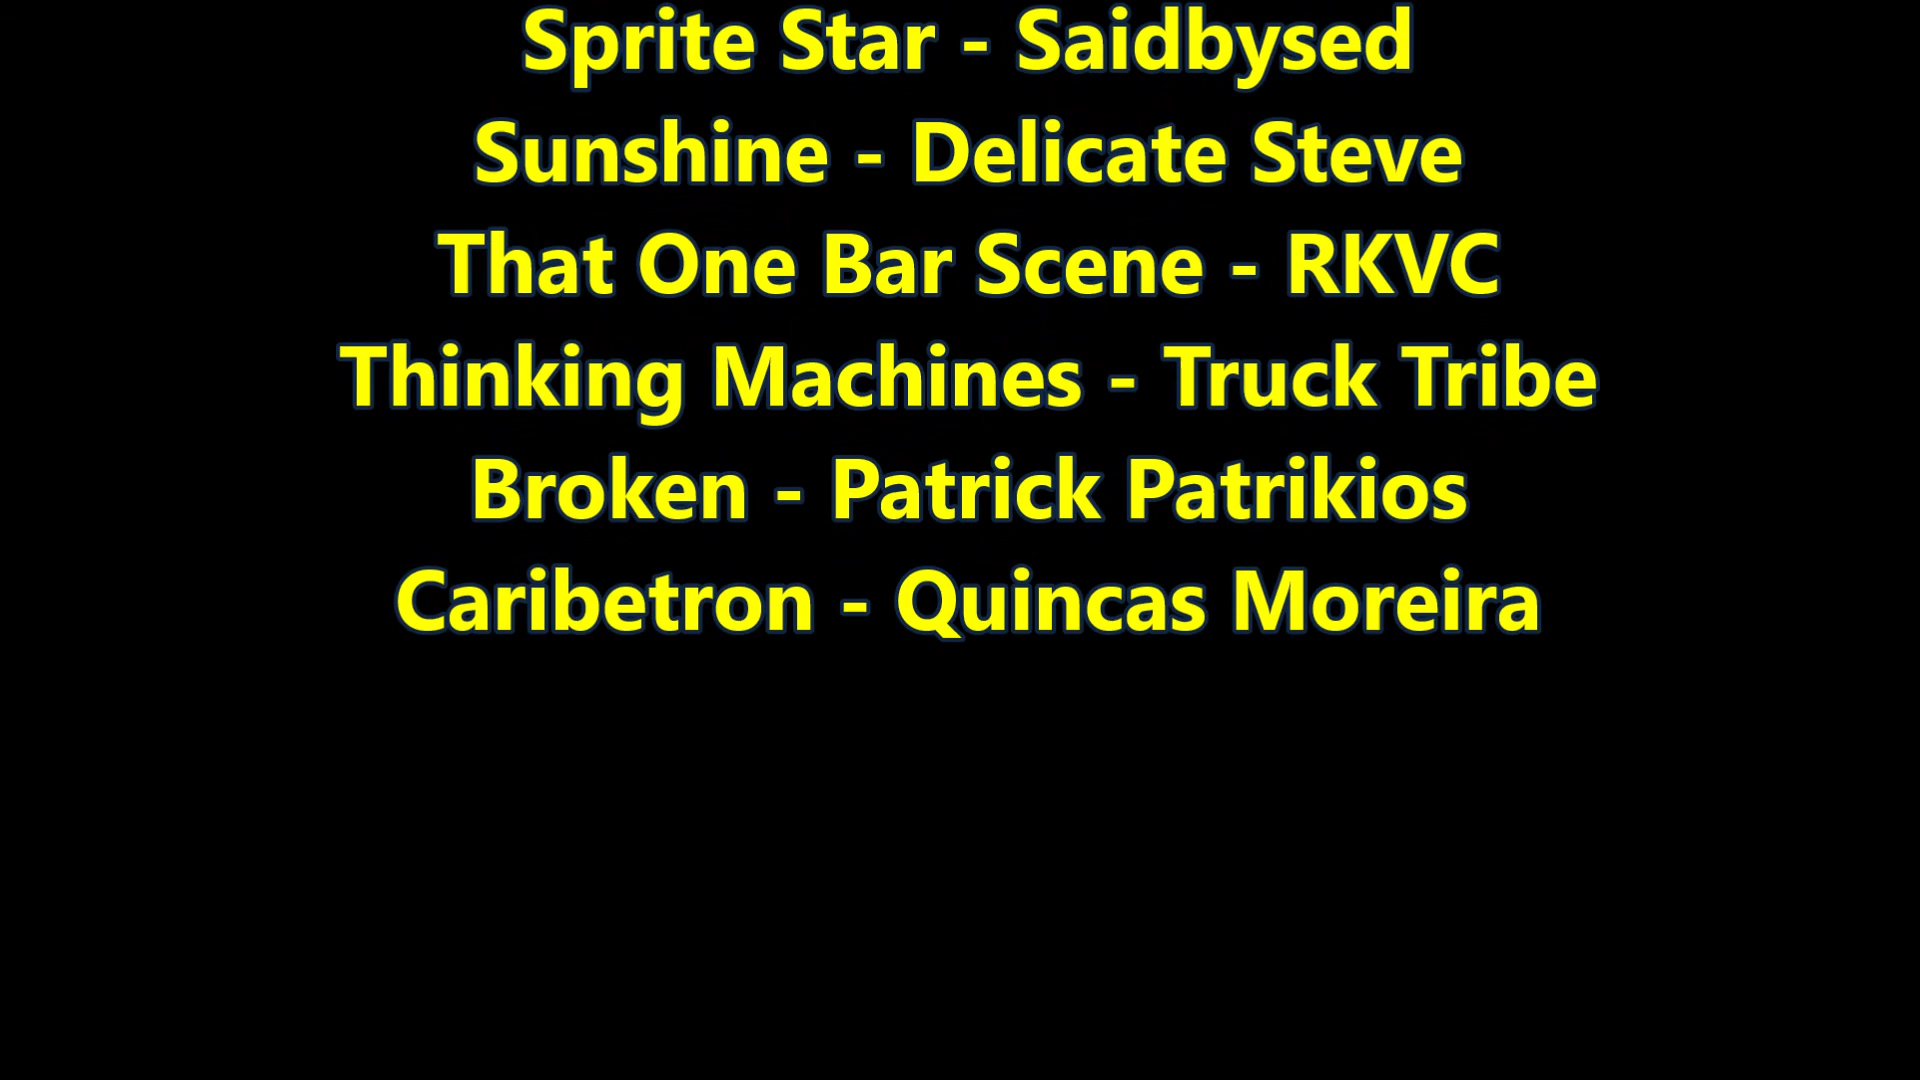 Sprite Star - Saidbysed
Sunshine - Delicate Steve
That One Bar Scene - RKVC
Thinking Machines - Truck Tribe
Broken - Patrick Patrikios
Caribetron - Quincas Moreira